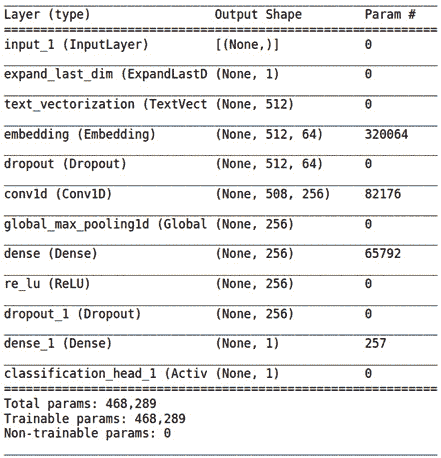 Layer (type) Output Shape Param #
input_1 (InputLayer) [(None,)] 0
expand_last_dim (ExpandLastD (None, 1) 0
text_vectorization (TextVect (None, 512) 0
embedding (Embedding) (None, 512, 64) 320064
dropout (Dropout) (None, 512, 64) 0
conv1d (Conv1D) (None, 508, 256) 82176
global_max_pooling1d (Global (None, 256) 0
dense (Dense) (None, 256) 65792
re_lu (ReLU) (None, 256) 0
dropout_1 (Dropout) (None, 256) 0
dense_1 (Dense) (None, 1) 257
classification_head_1 (Activ (None, 1) 0
Total params: 468,289
Trainable params: 468,289
Non-trainable params: 0